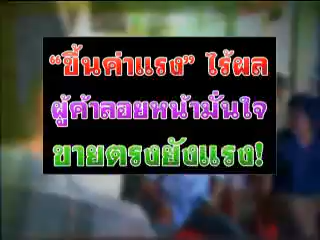 “ขึ้นค่าแรง” ไร้ผล
ผู้ค้าลอยหน้ามั่นใจ
ขายตรงยังแรง!